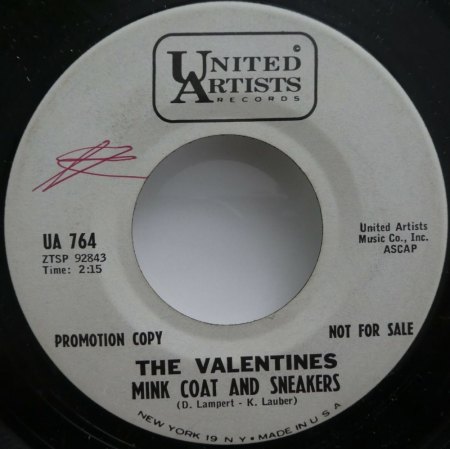 ©
UNITED
ARTISTS
RECORDS
UA 764
ZTSP 92843
Time: 2:15
United Artists
Music Co., Inc.
ASCAP
PROMOTION COPY
NOT FOR SALE
THE VALENTINES
MINK COAT AND SNEAKERS
(D. Lampert - K. Lauber)
NEW YORK 19 N Y • MADE IN U S A